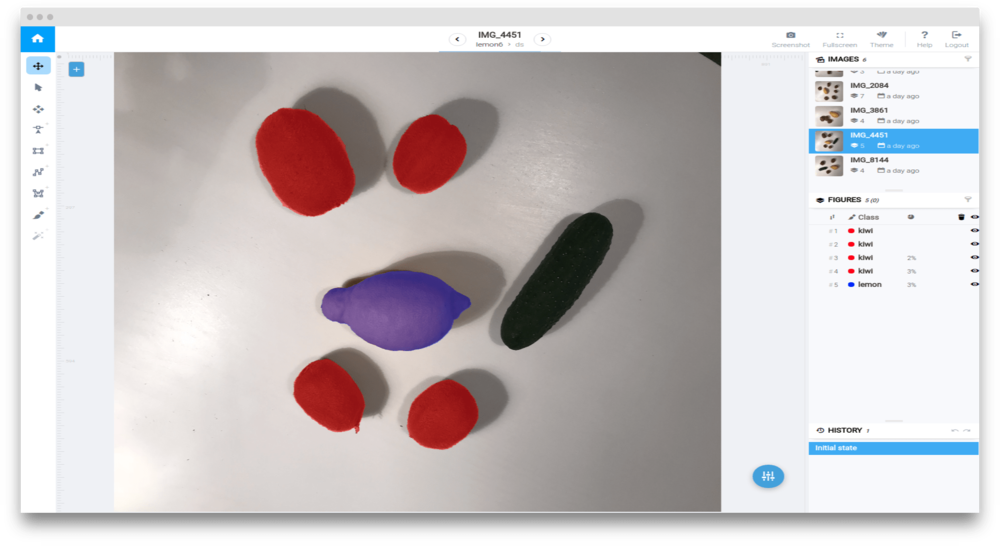 IMG_4451
lemon6 • ds
Screenshot
Fullscreen
Theme
Help
Logout
IMAGES 6
a day ago
IMG_2084
7 a day ago
IMG_3861
4 a day ago
IMG_4451
5 a day ago
IMG_8144
4 a day ago
FIGURES 5 (0)
Class
#1 kiwi
#2 kiwi
#3 kiwi 2%
#4 kiwi 3%
#5 lemon 3%
HISTORY 1
Initial state